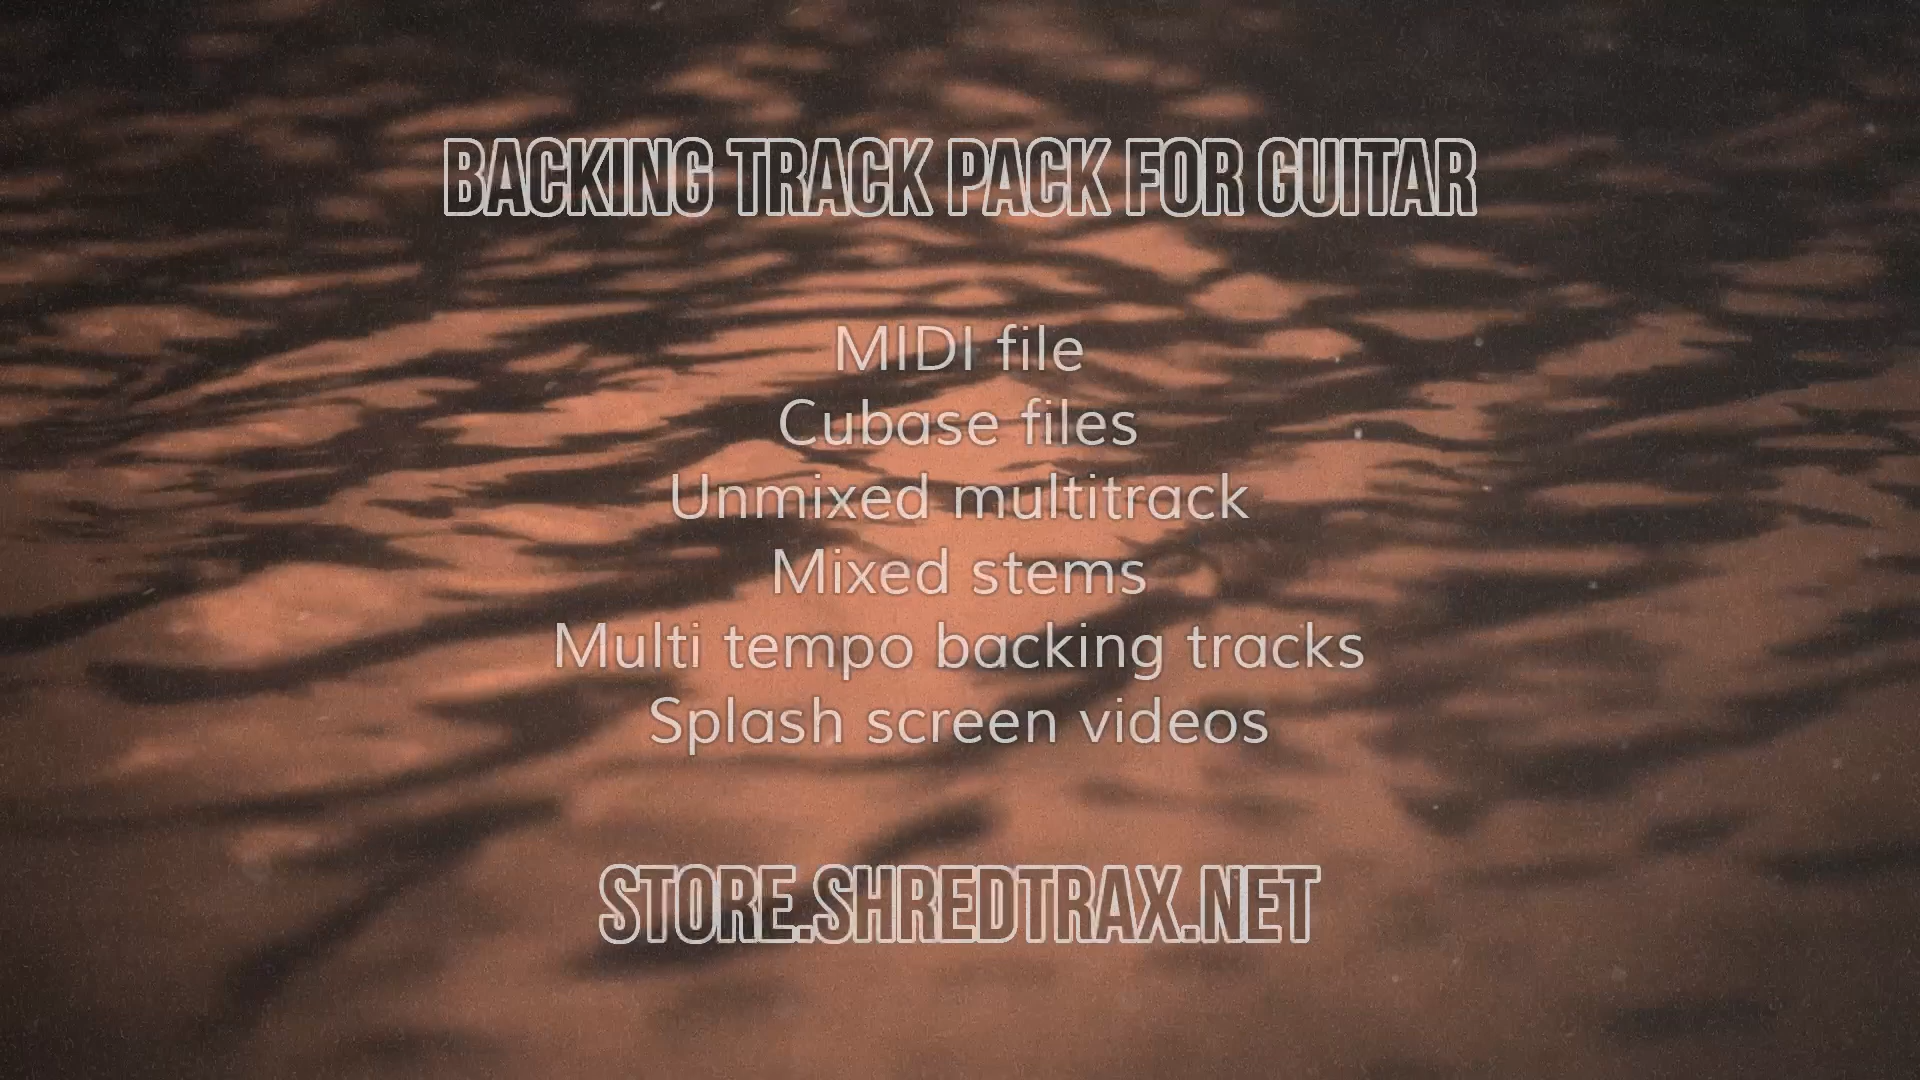 BACKING TRACK PACK FOR GUITAR
MIDI file
Cubase files
Unmixed multitrack
Mixed stems
Multi tempo backing tracks
Splash screen videos
STORE.SHREDTRAX.NET